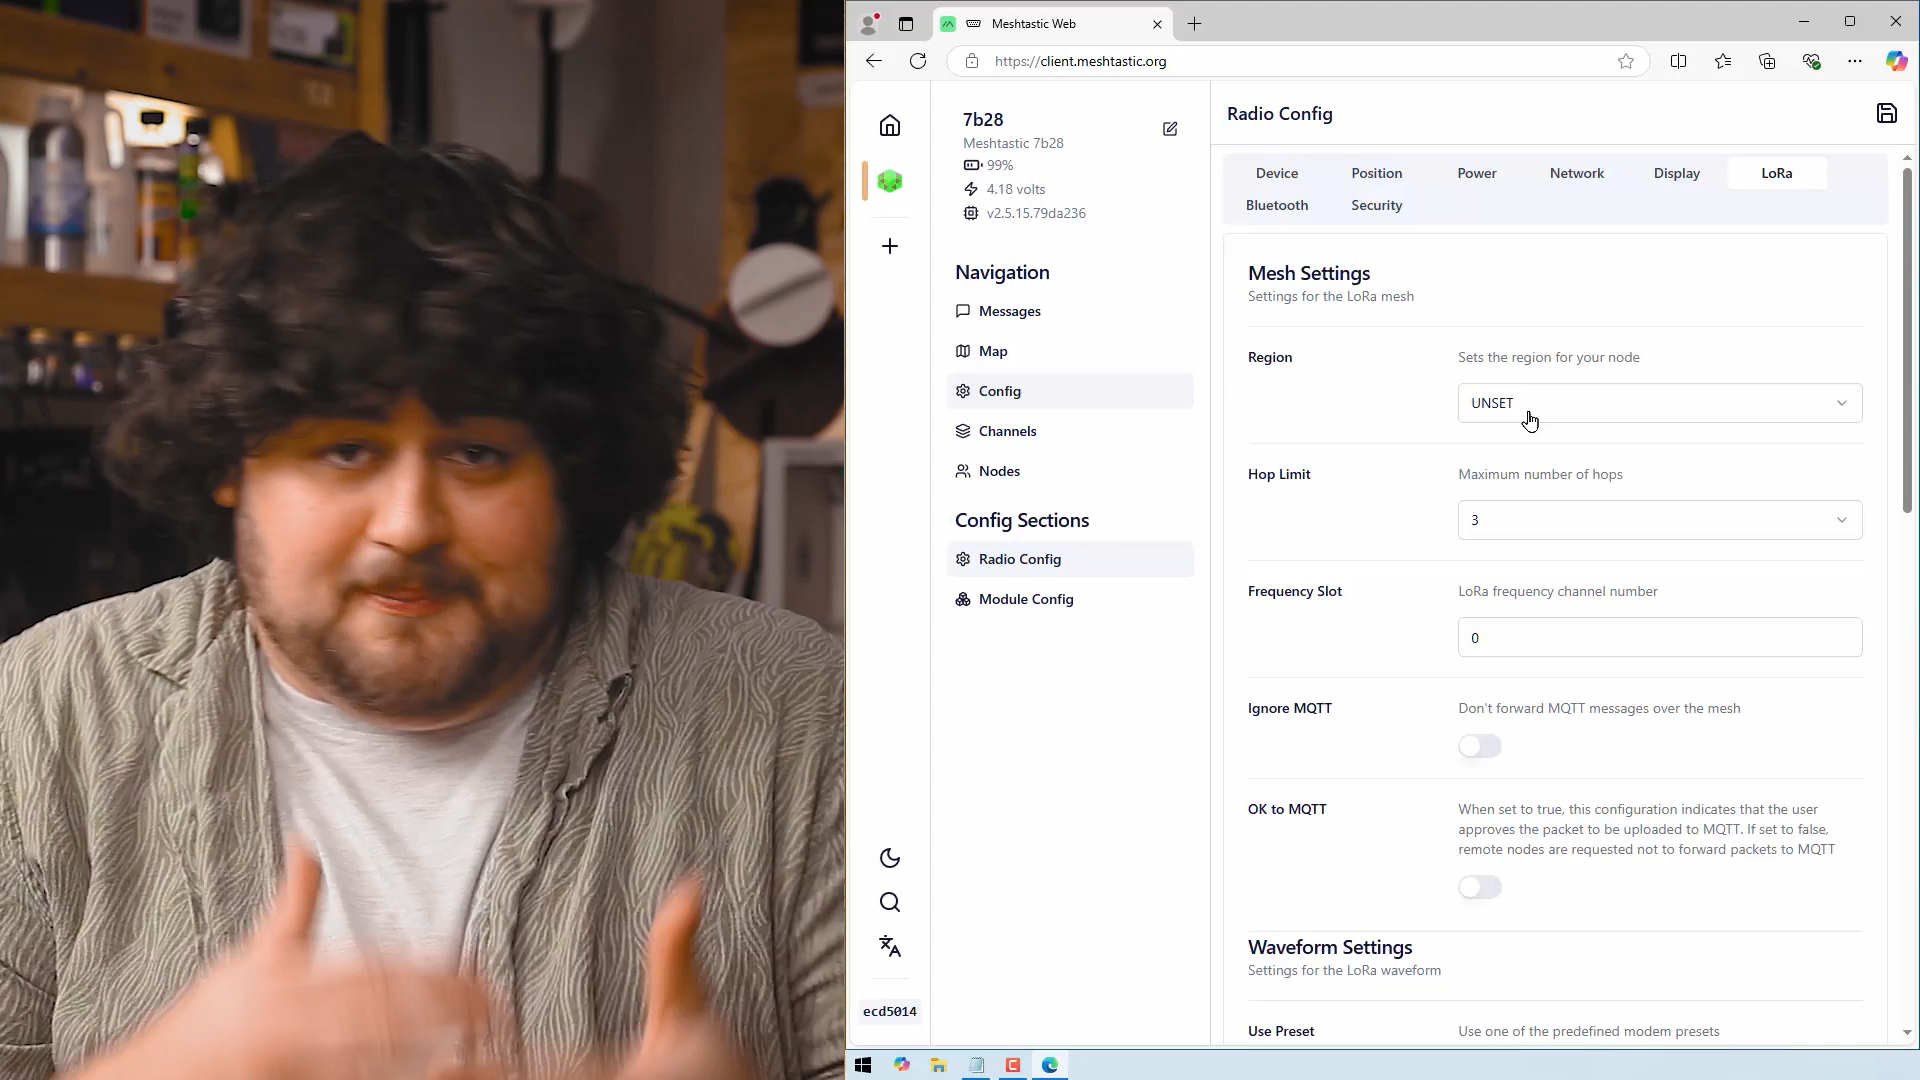 Meshtastic Web
https://client.meshtastic.org
7b28
Meshtastic 7b28
99%
4.18 volts
v2.5.15.79da236
Navigation
Messages
Map
Config
Channels
Nodes
Config Sections
Radio Config
Module Config
ecd5014
Radio Config
Device
Position
Power
Network
Display
LoRa
Bluetooth
Security
Mesh Settings
Settings for the LoRa mesh
Region
Sets the region for your node
UNSET
Hop Limit
Maximum number of hops
3
Frequency Slot
LoRa frequency channel number
0
Ignore MQTT
Don't forward MQTT messages over the mesh
OK to MQTT
When set to true, this configuration indicates that the user
approves the packet to be uploaded to MQTT. If set to false,
remote nodes are requested not to forward packets to MQTT
Waveform Settings
Settings for the LoRa waveform
Use Preset
Use one of the predefined modem presets